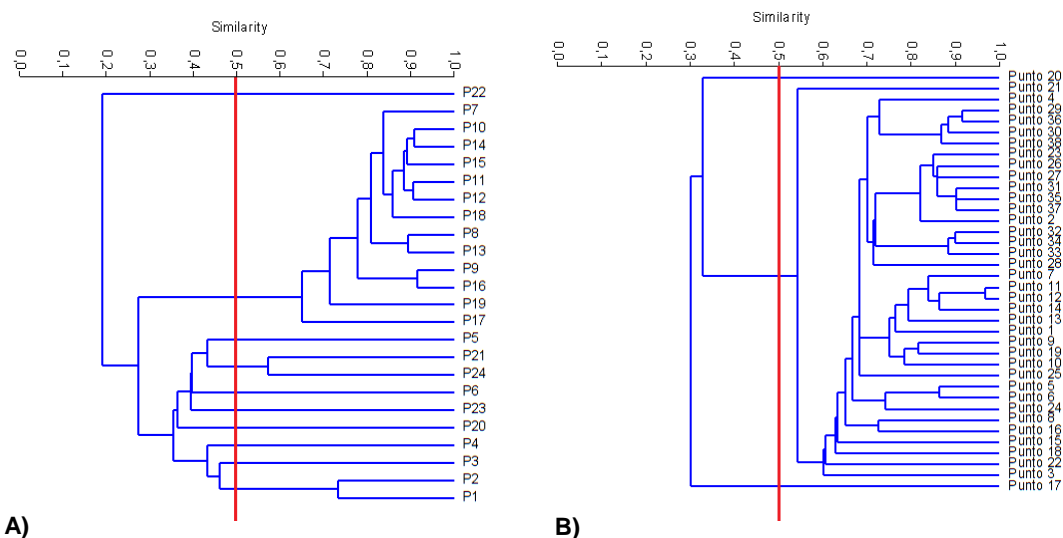 Similarity
0,0 0,1 0,2 0,3 0,4 0,5 0,6 0,7 0,8 0,9 1,0
P22
P7
P10
P14
P15
P11
P12
P18
P8
P13
P9
P16
P19
P17
P5
P21
P24
P6
P23
P20
P4
P3
P2
P1
A)
Similarity
0,0 0,1 0,2 0,3 0,4 0,5 0,6 0,7 0,8 0,9 1,0
Punto 20
Punto 21
Punto 4
Punto 29
Punto 36
Punto 30
Punto 38
Punto 23
Punto 26
Punto 27
Punto 31
Punto 35
Punto 37
Punto 2
Punto 32
Punto 34
Punto 33
Punto 28
Punto 7
Punto 11
Punto 12
Punto 14
Punto 13
Punto 1
Punto 9
Punto 19
Punto 10
Punto 25
Punto 5
Punto 6
Punto 24
Punto 8
Punto 16
Punto 15
Punto 18
Punto 22
Punto 3
Punto 17
B)